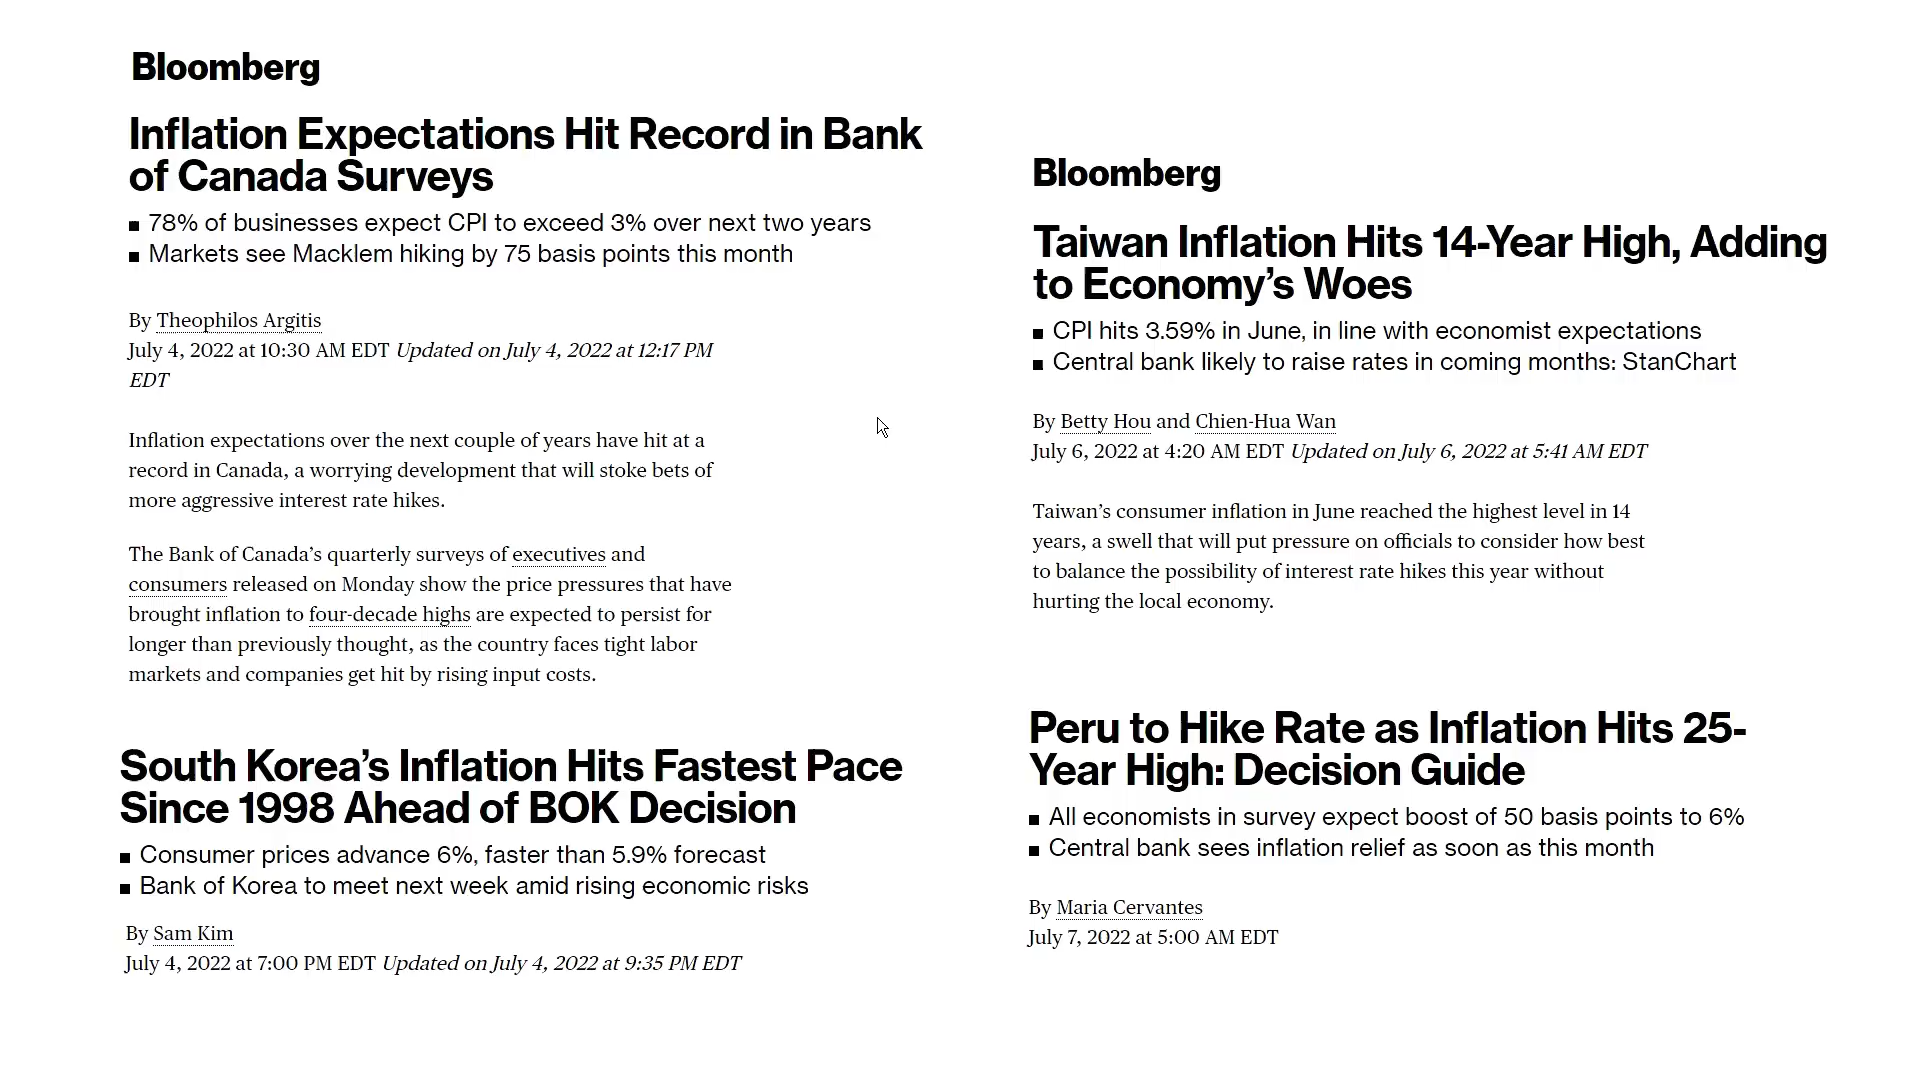 Bloomberg
Inflation Expectations Hit Record in Bank
of Canada Surveys
■ 78% of businesses expect CPI to exceed 3% over next two years
■ Markets see Macklem hiking by 75 basis points this month
By Theophilos Argitis
July 4, 2022 at 10:30 AM EDT Updated on July 4, 2022 at 12:17 PM
EDT
Inflation expectations over the next couple of years have hit at a
record in Canada, a worrying development that will stoke bets of
more aggressive interest rate hikes.
The Bank of Canada’s quarterly surveys of executives and
consumers released on Monday show the price pressures that have
brought inflation to four-decade highs are expected to persist for
longer than previously thought, as the country faces tight labor
markets and companies get hit by rising input costs.
South Korea’s Inflation Hits Fastest Pace
Since 1998 Ahead of BOK Decision
■ Consumer prices advance 6%, faster than 5.9% forecast
■ Bank of Korea to meet next week amid rising economic risks
By Sam Kim
July 4, 2022 at 7:00 PM EDT Updated on July 4, 2022 at 9:35 PM EDT
Bloomberg
Taiwan Inflation Hits 14-Year High, Adding
to Economy’s Woes
■ CPI hits 3.59% in June, in line with economist expectations
■ Central bank likely to raise rates in coming months: StanChart
By Betty Hou and Chien-Hua Wan
July 6, 2022 at 4:20 AM EDT Updated on July 6, 2022 at 5:41 AM EDT
Taiwan’s consumer inflation in June reached the highest level in 14
years, a swell that will put pressure on officials to consider how best
to balance the possibility of interest rate hikes this year without
hurting the local economy.
Peru to Hike Rate as Inflation Hits 25-
Year High: Decision Guide
■ All economists in survey expect boost of 50 basis points to 6%
■ Central bank sees inflation relief as soon as this month
By Maria Cervantes
July 7, 2022 at 5:00 AM EDT